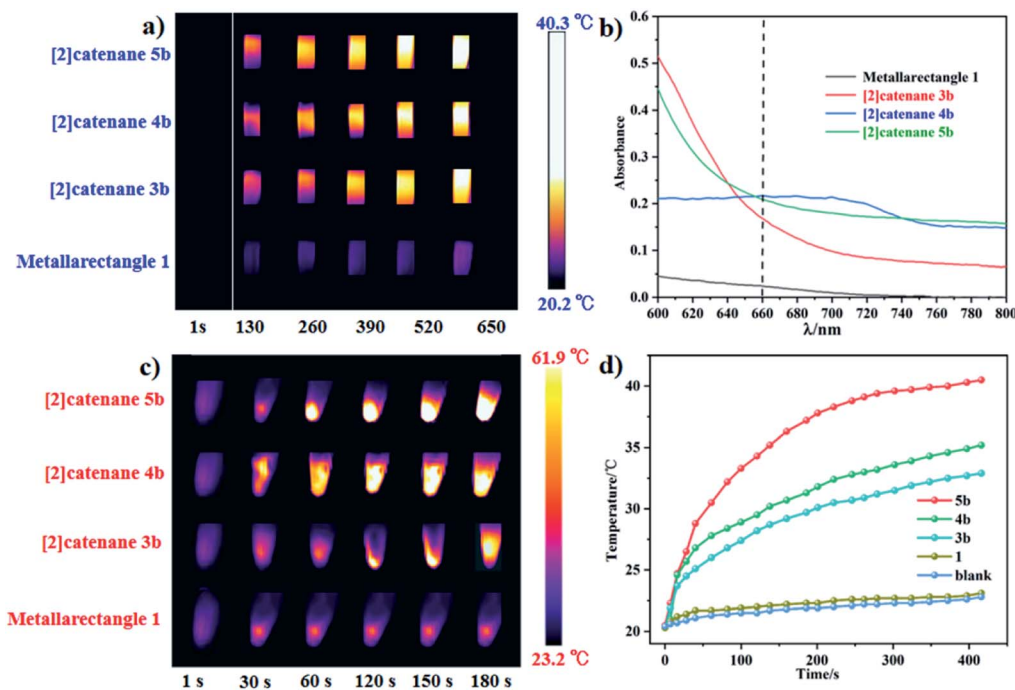 a)
[2]catenane 5b
[2]catenane 4b
[2]catenane 3b
Metallarectangle 1
1s 130 260 390 520 650
40.3 ℃
20.2 ℃
b)
Absorbance
0.6
0.5
0.4
0.3
0.2
0.1
0.0
Metallarectangle 1
[2]catenane 3b
[2]catenane 4b
[2]catenane 5b
600 620 640 660 680 700 720 740 760 780 800
λ/nm
c)
[2]catenane 5b
[2]catenane 4b
[2]catenane 3b
Metallarectangle 1
1 s 30 s 60 s 120 s 150 s 180 s
61.9 ℃
23.2 ℃
d)
Temperature/℃
40
35
30
25
20
5b
4b
3b
1
blank
0 100 200 300 400
Time/s